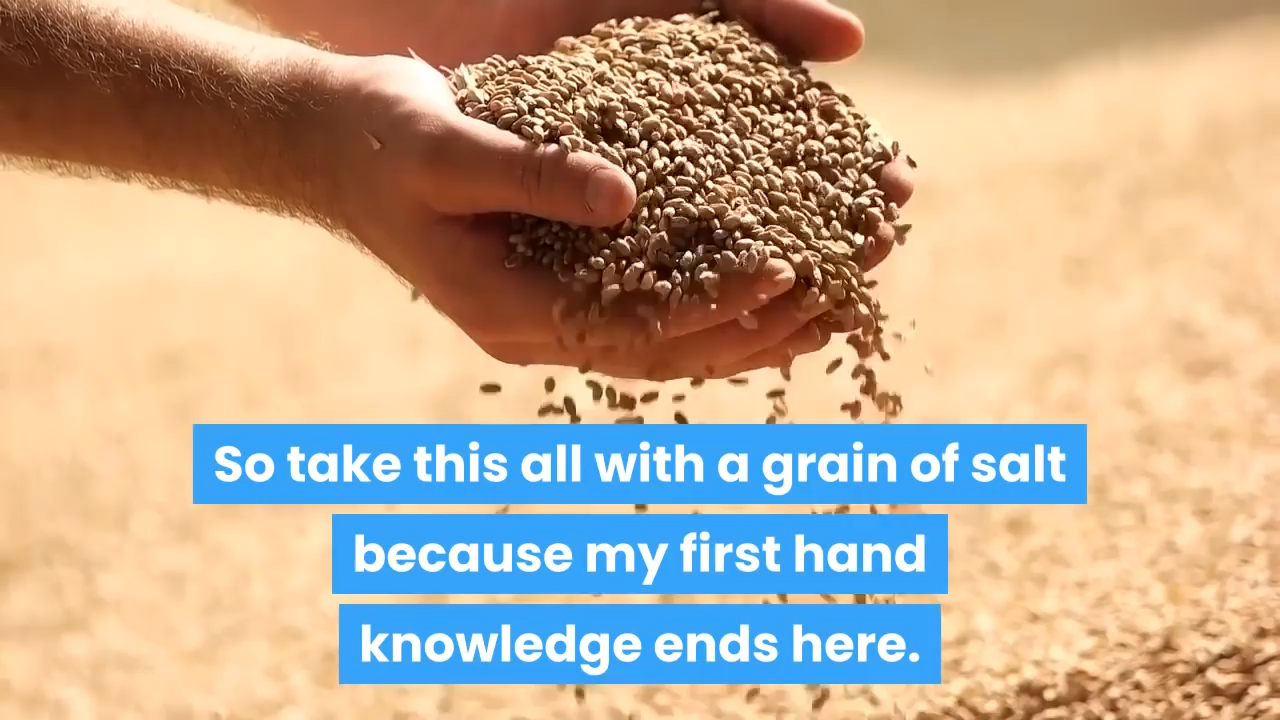 So take this all with a grain of salt
because my first hand
knowledge ends here.